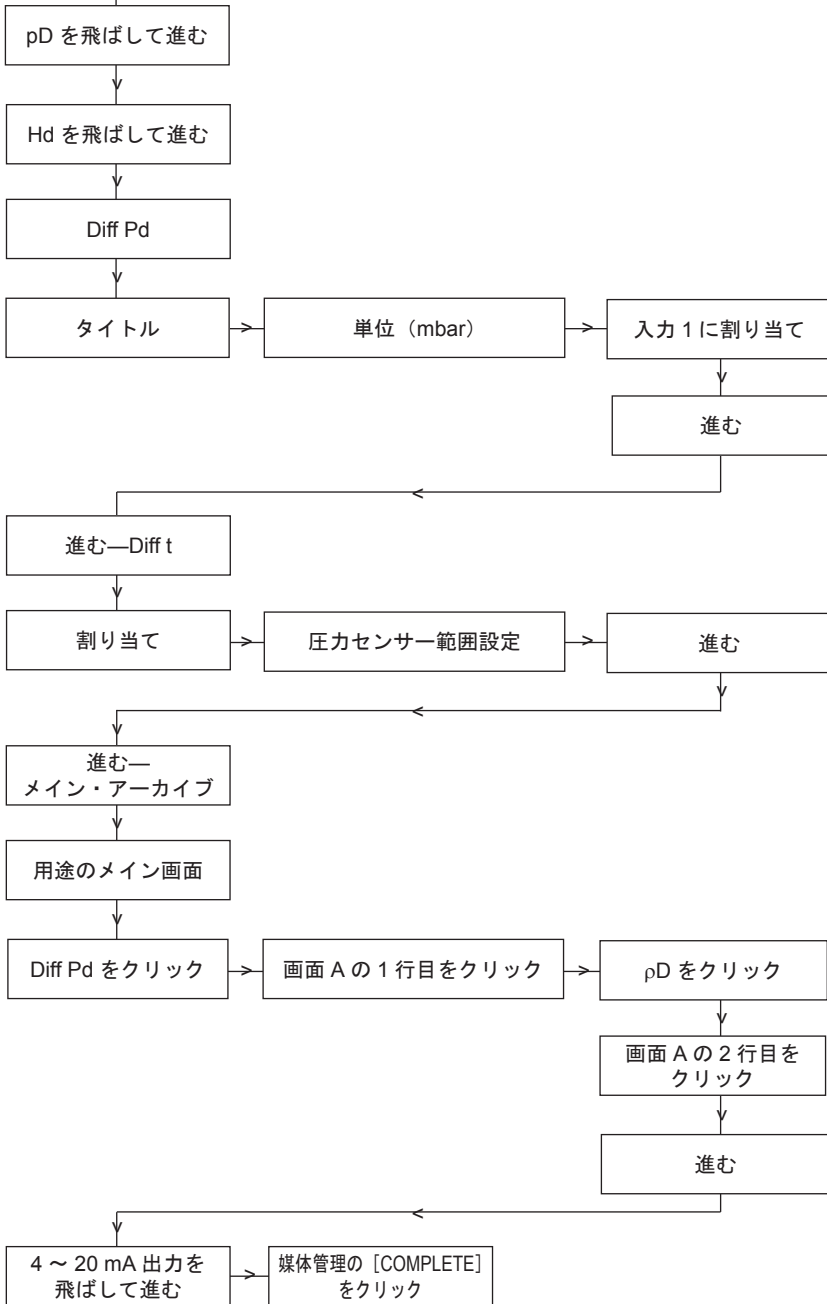 pD を飛ばして進む
Hd を飛ばして進む
Diff Pd
タイトル
単位（mbar）
入力 1 に割り当て
進む
進む—Diff t
割り当て
圧力センサー範囲設定
進む
進む—
メイン・アーカイブ
用途のメイン画面
Diff Pd をクリック
画面 A の 1 行目をクリック
ρD をクリック
画面 A の 2 行目を
クリック
進む
4 ～ 20 mA 出力を
飛ばして進む
媒体管理の［COMPLETE］
をクリック